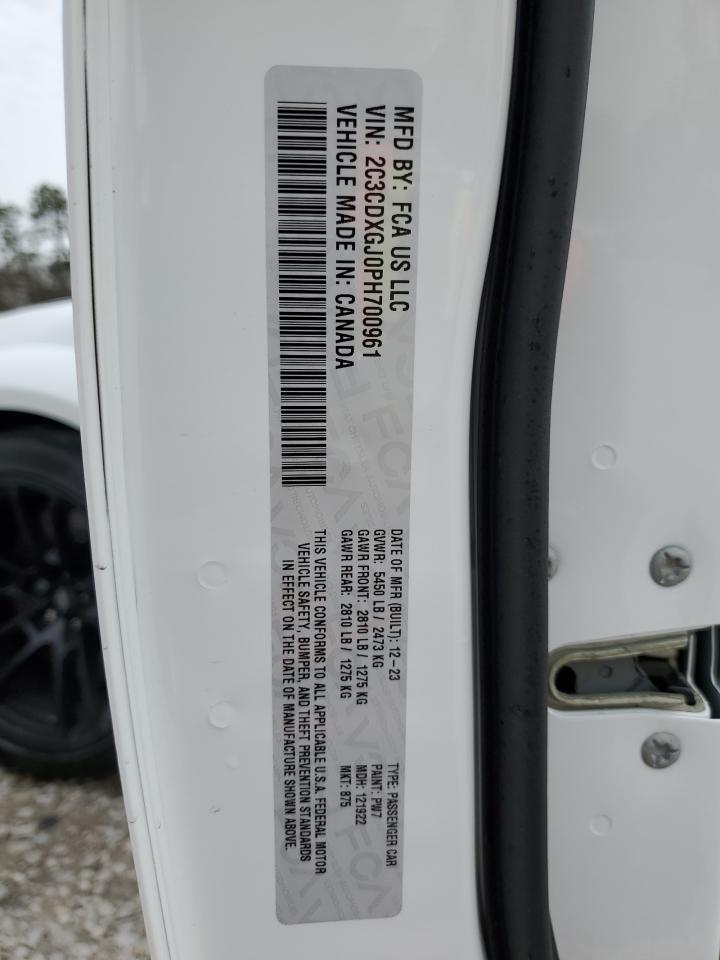 MFD BY: FCA US LLC
VIN: 2C3CDXGJ0PH700961
VEHICLE MADE IN: CANADA
DATE OF MFR (BUILT): 12-23
GVWR: 5450 LB / 2473 KG
GAWR FRONT: 2810 LB / 1275 KG
GAWR REAR: 2810 LB / 1275 KG
TYPE: PASSENGER CAR
PAINT: PW7
MDH: 121922
MKT: 875
THIS VEHICLE CONFORMS TO ALL APPLICABLE U.S.A. FEDERAL MOTOR
VEHICLE SAFETY, BUMPER, AND THEFT PREVENTION STANDARDS
IN EFFECT ON THE DATE OF MANUFACTURE SHOWN ABOVE.